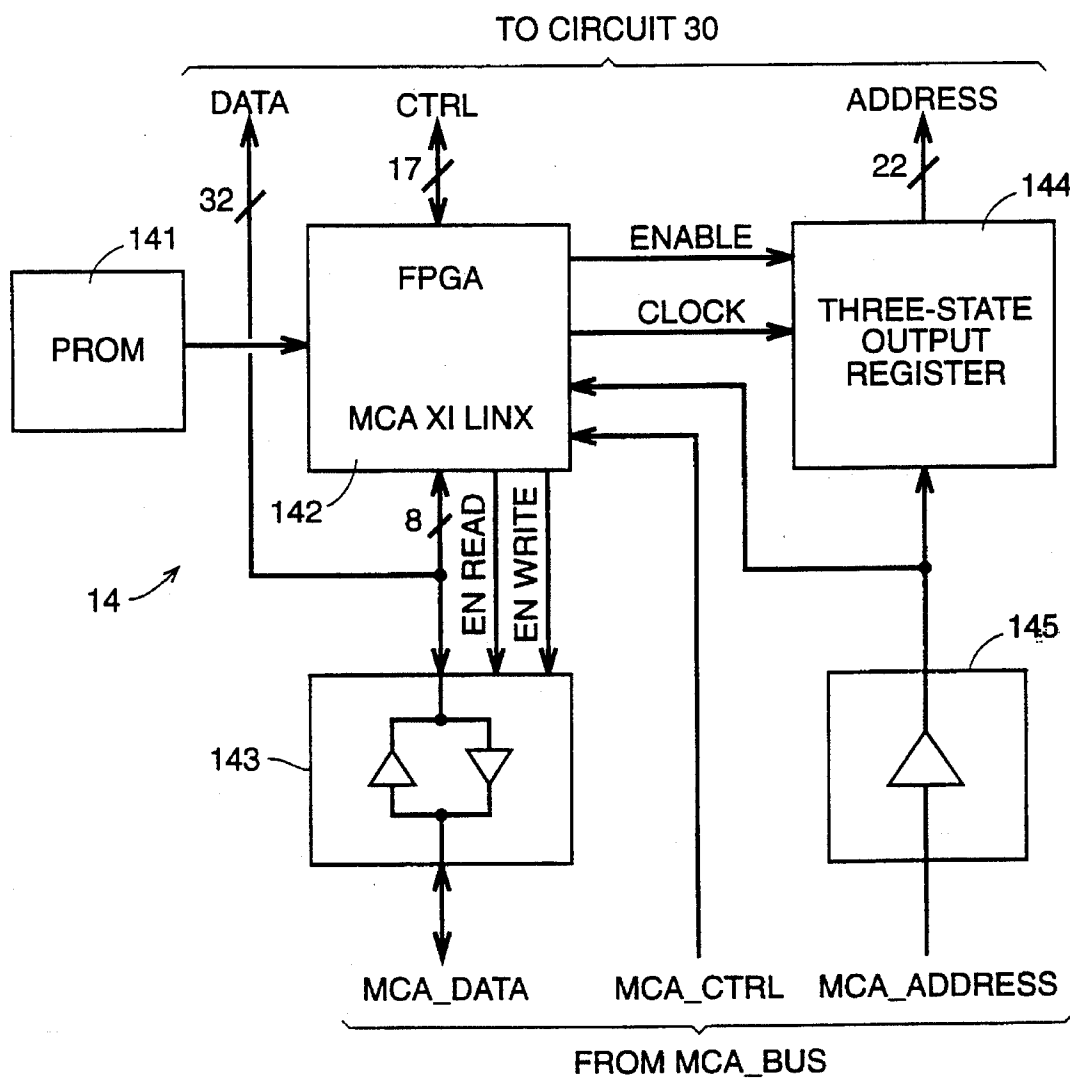 TO CIRCUIT 30
DATA
CTRL
ADDRESS
32
17
22
144
141
PROM
FPGA
MCA XI LINX
142
ENABLE
CLOCK
THREE-STATE
OUTPUT
REGISTER
8
EN READ
EN WRITE
14
145
143
MCA_DATA
MCA_CTRL
MCA_ADDRESS
FROM MCA_BUS